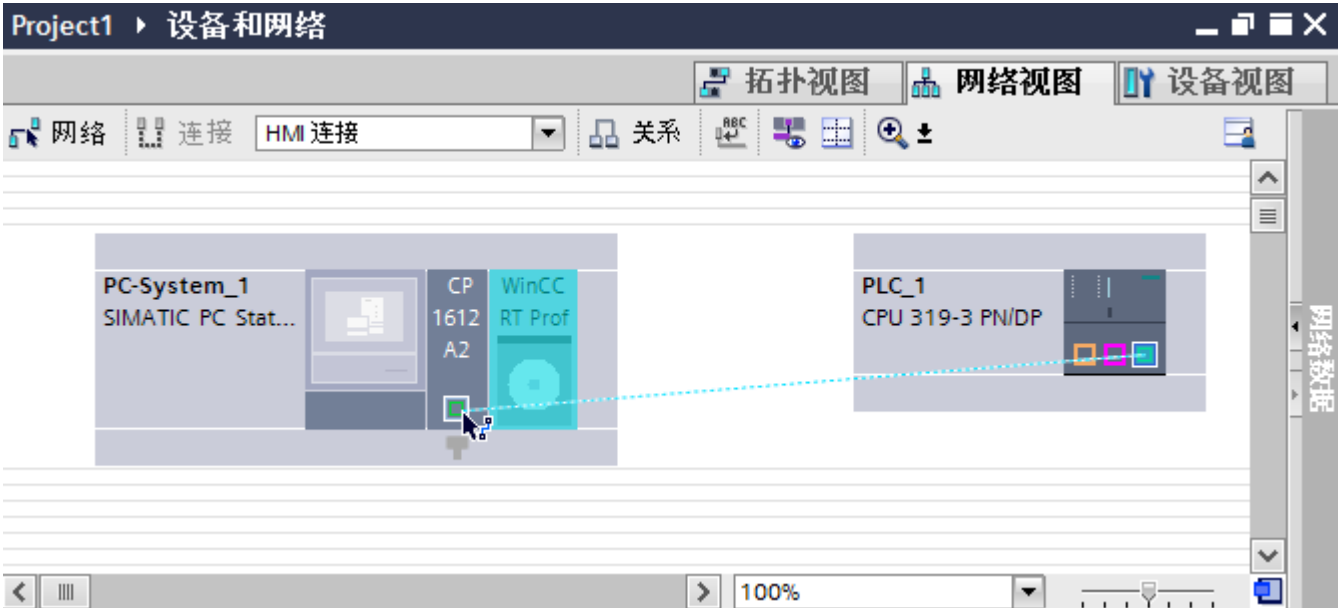 Project1 ▸ 设备和网络
拓扑视图 网络视图 设备视图
网络 连接 HMI 连接 关系
PC-System_1
SIMATIC PC Stat...
CP
1612
A2
WinCC
RT Prof
PLC_1
CPU 319-3 PN/DP
网络数据
100%